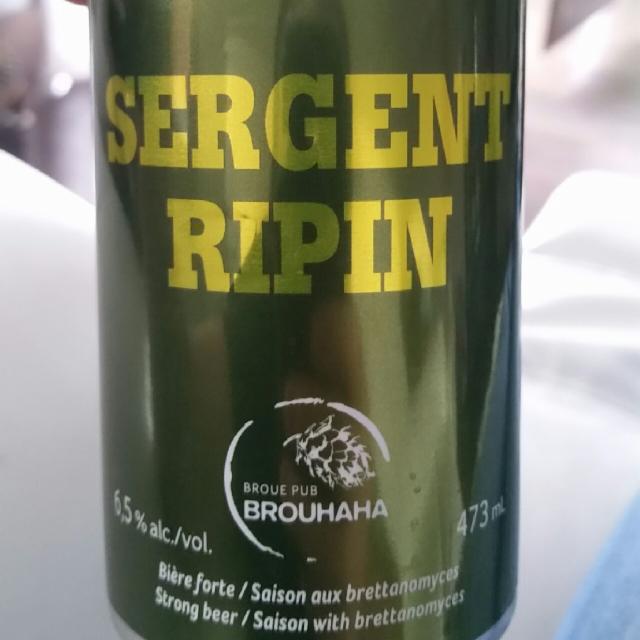 SERGENT
RIPIN
BROUE PUB
BROUHAHA
6,5 % alc./vol.
473 mL
Bière forte / Saison aux brettanomyces
Strong beer / Saison with brettanomyces